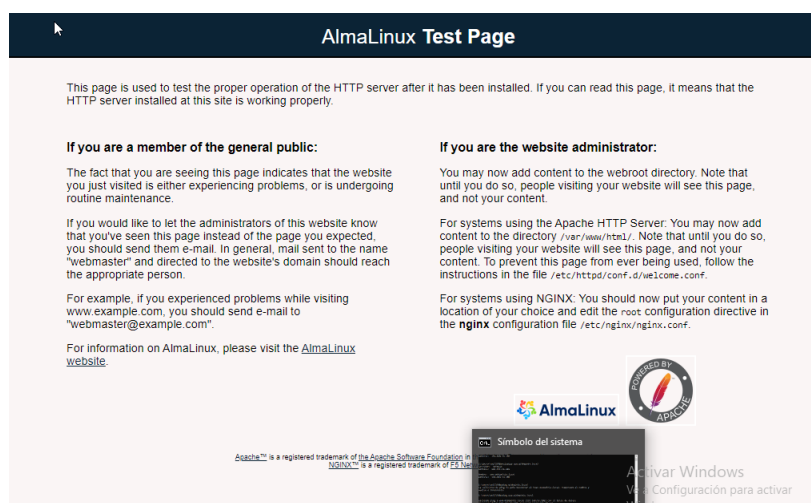 AlmaLinux Test Page
This page is used to test the proper operation of the HTTP server after it has been installed. If you can read this page, it means that the
HTTP server installed at this site is working properly.
If you are a member of the general public:
The fact that you are seeing this page indicates that the website
you just visited is either experiencing problems, or is undergoing
routine maintenance.
If you would like to let the administrators of this website know
that you've seen this page instead of the page you expected,
you should send them e-mail. In general, mail sent to the name
"webmaster" and directed to the website's domain should reach
the appropriate person.
For example, if you experienced problems while visiting
www.example.com, you should send e-mail to
"webmaster@example.com".
For information on AlmaLinux, please visit the AlmaLinux
website.
If you are the website administrator:
You may now add content to the webroot directory. Note that
until you do so, people visiting your website will see this page,
and not your content.
For systems using the Apache HTTP Server: You may now add
content to the directory /var/www/html/. Note that until you do so,
people visiting your website will see this page, and not your
content. To prevent this page from ever being used, follow the
instructions in the file /etc/httpd/conf.d/welcome.conf.
For systems using NGINX: You should now put your content in a
location of your choice and edit the root configuration directive in
the nginx configuration file /etc/nginx/nginx.conf.
AlmaLinux
POWERED BY
APACHE
Apache™ is a registered trademark of the Apache Software Foundation in
NGINX™ is a registered trademark of F5
Símbolo del sistema
Activar Windows
Configuración para activar